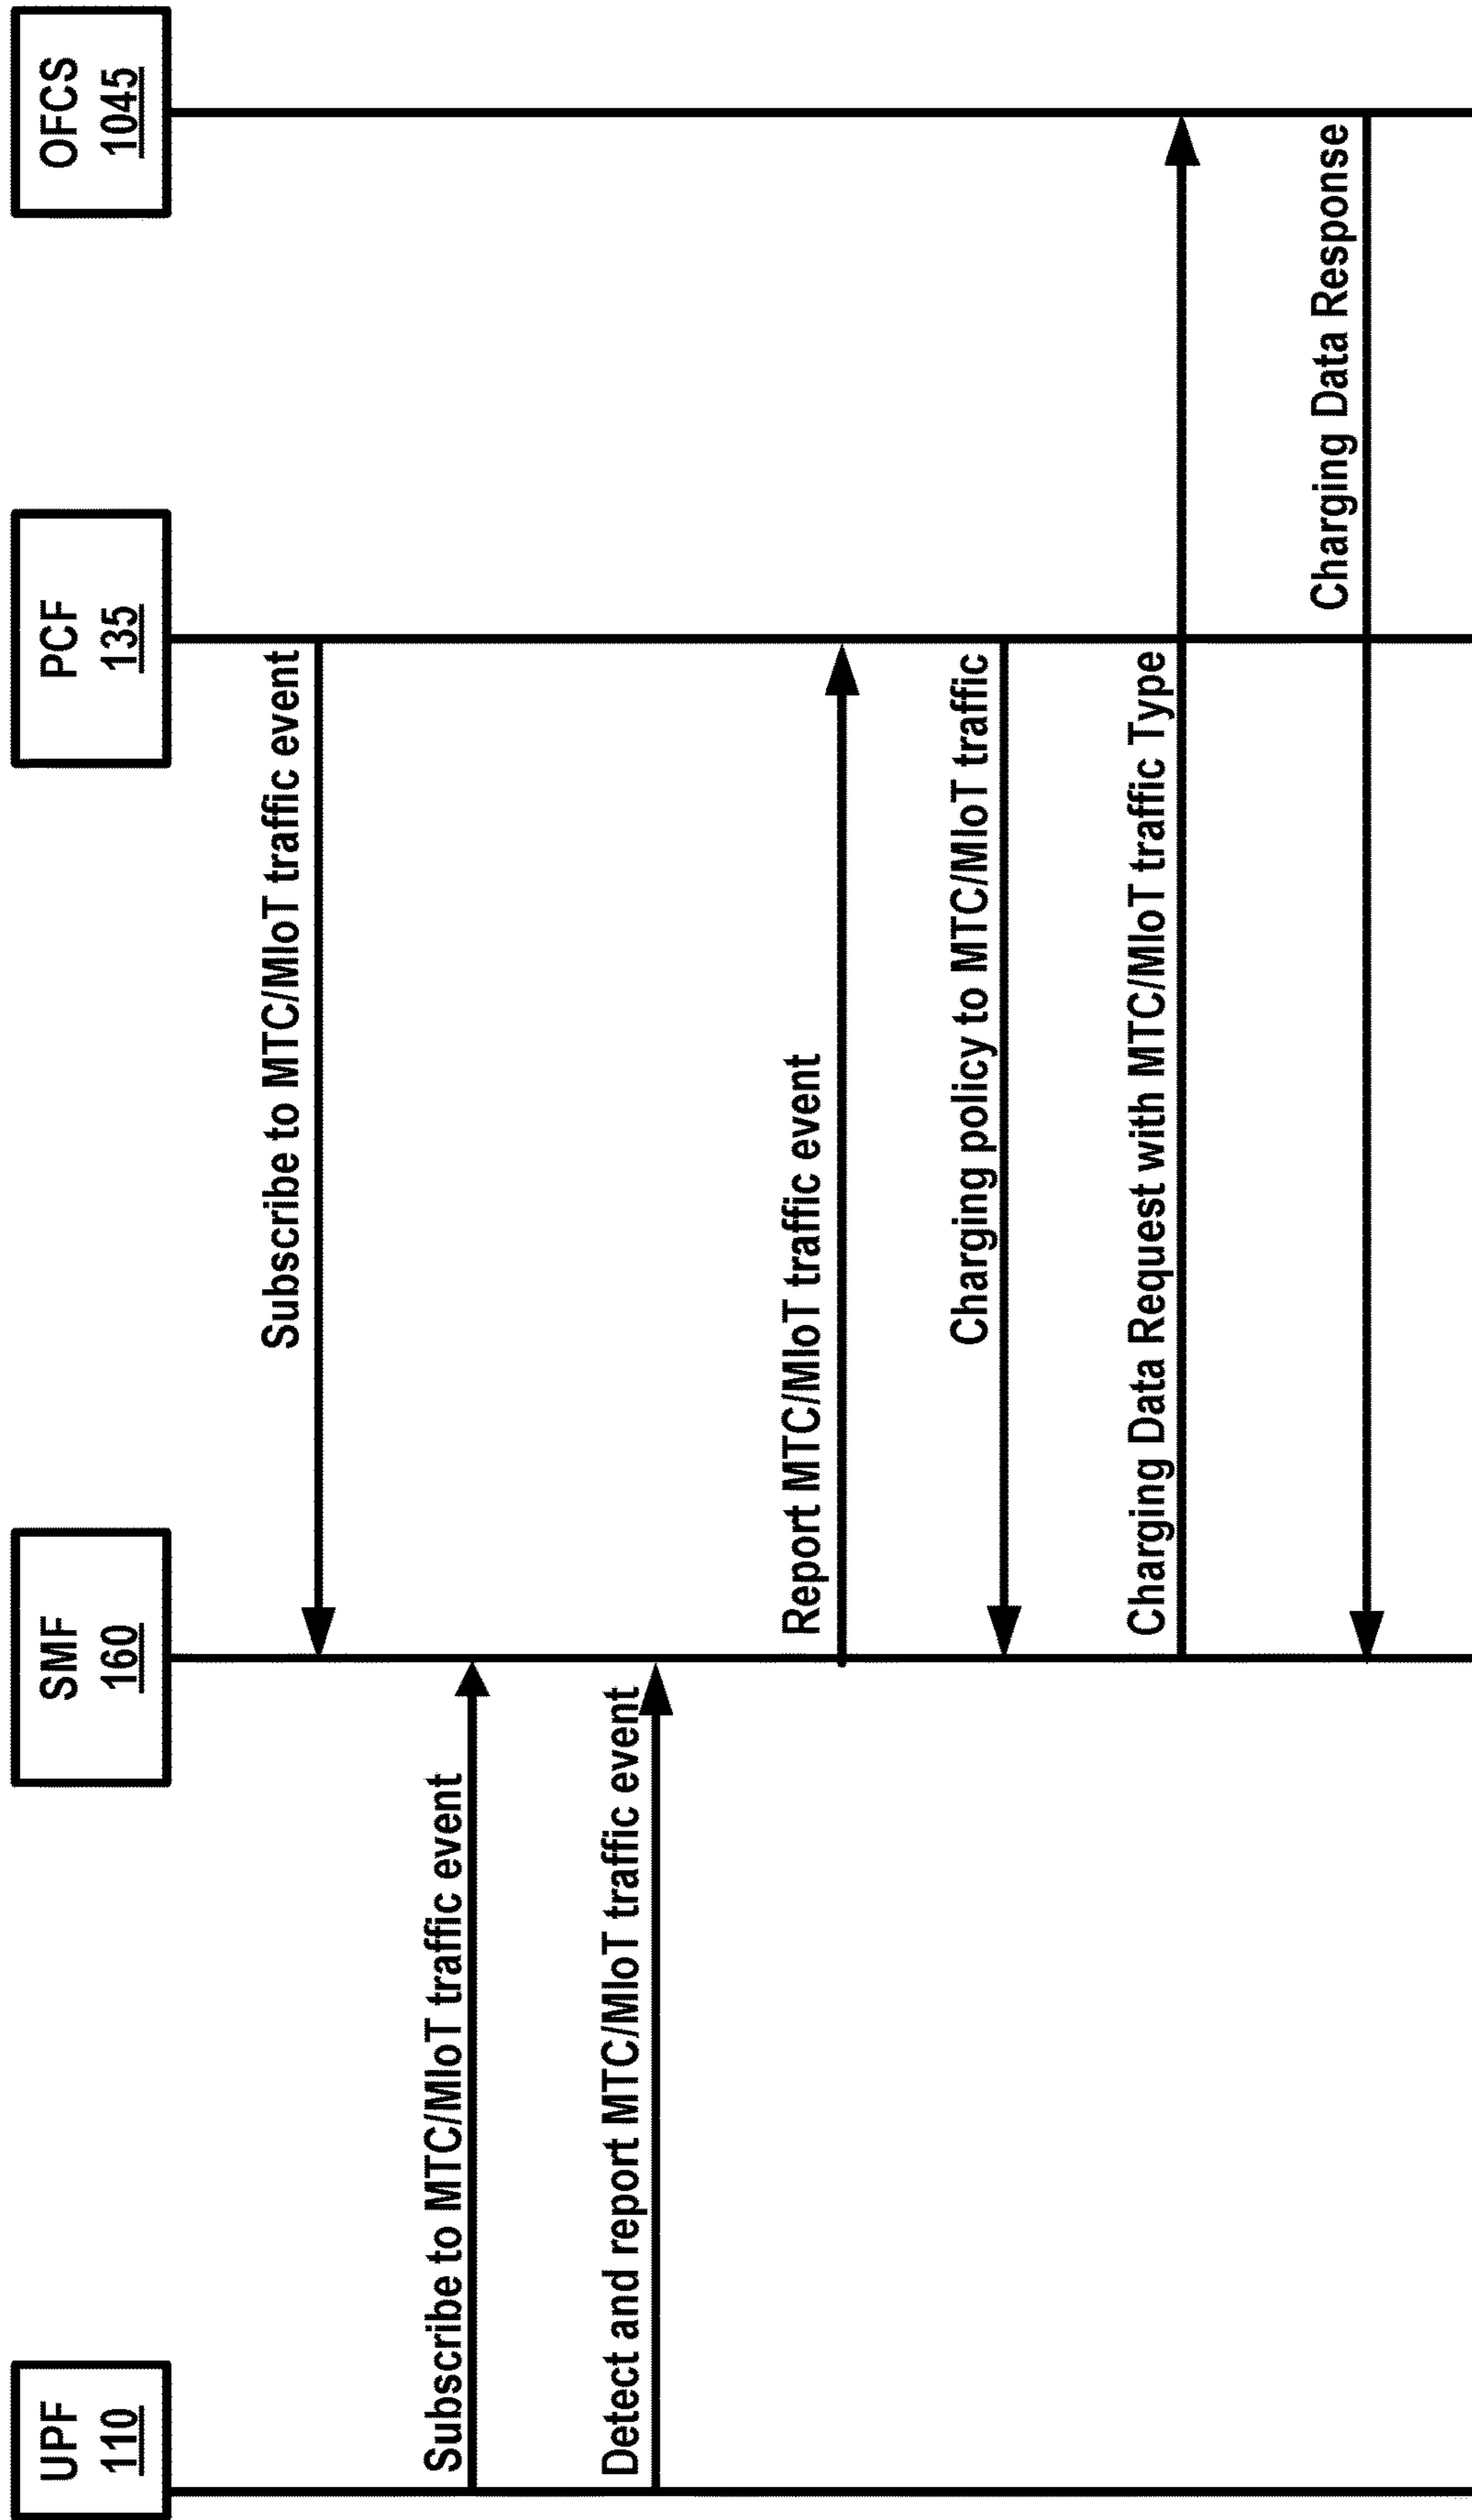 UPF
110
SMF
160
PCF
135
OFCS
1045
Subscribe to MTC/MIoT traffic event
Subscribe to MTC/MIoT traffic event
Detect and report MTC/MIoT traffic event
Report MTC/MIoT traffic event
Charging policy to MTC/MIoT traffic
Charging Data Request with MTC/MIoT traffic Type
Charging Data Response